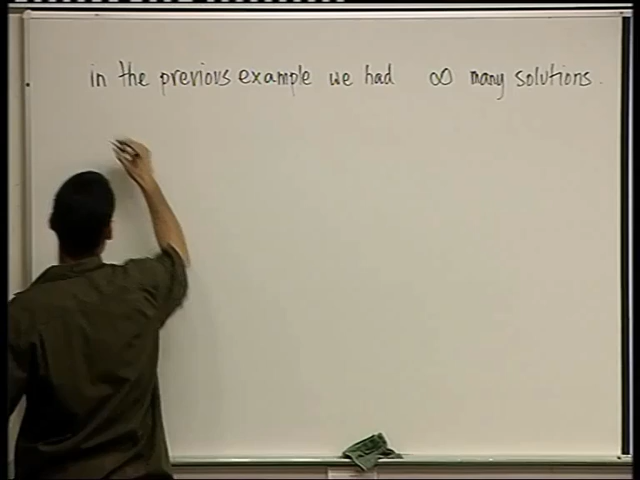 in the previous example we had ∞ many solutions.